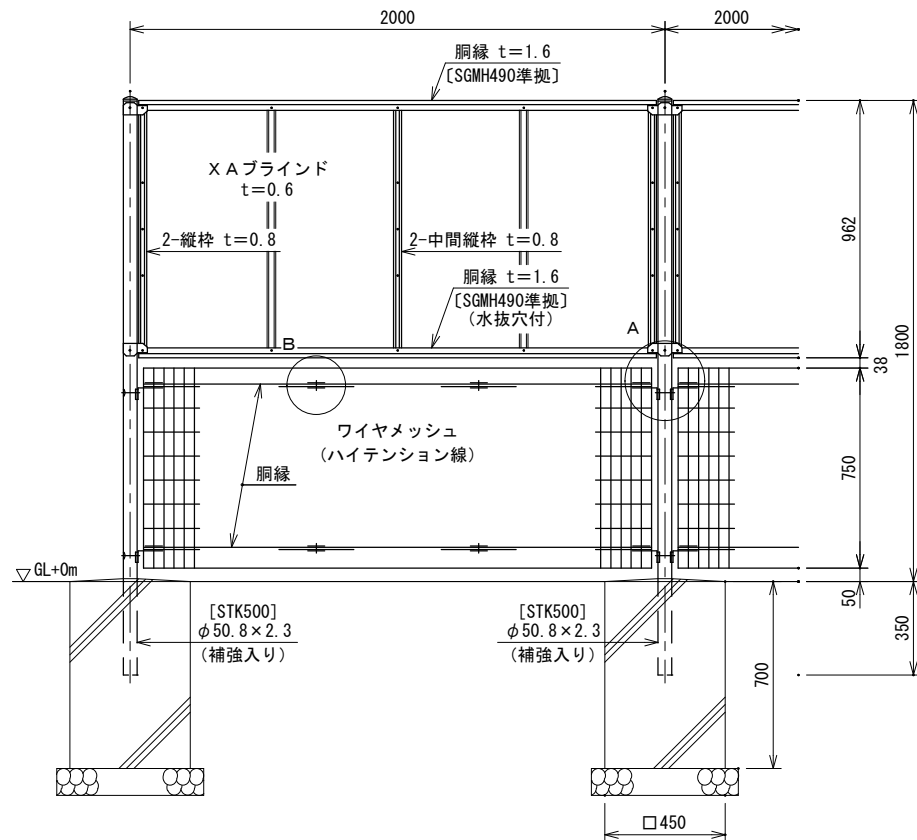 2000
2000
胴縁 t=1.6
［SGMH490準拠］
ＸＡブラインド
t=0.6
2-縦枠 t=0.8
2-中間縦枠 t=0.8
胴縁 t=1.6
［SGMH490準拠］
（水抜穴付）
A
B
962
38
1800
ワイヤメッシュ
（ハイテンション線）
胴縁
750
▽ GL+0m
50
[STK500]
φ50.8×2.3
（補強入り）
[STK500]
φ50.8×2.3
（補強入り）
350
700
□450